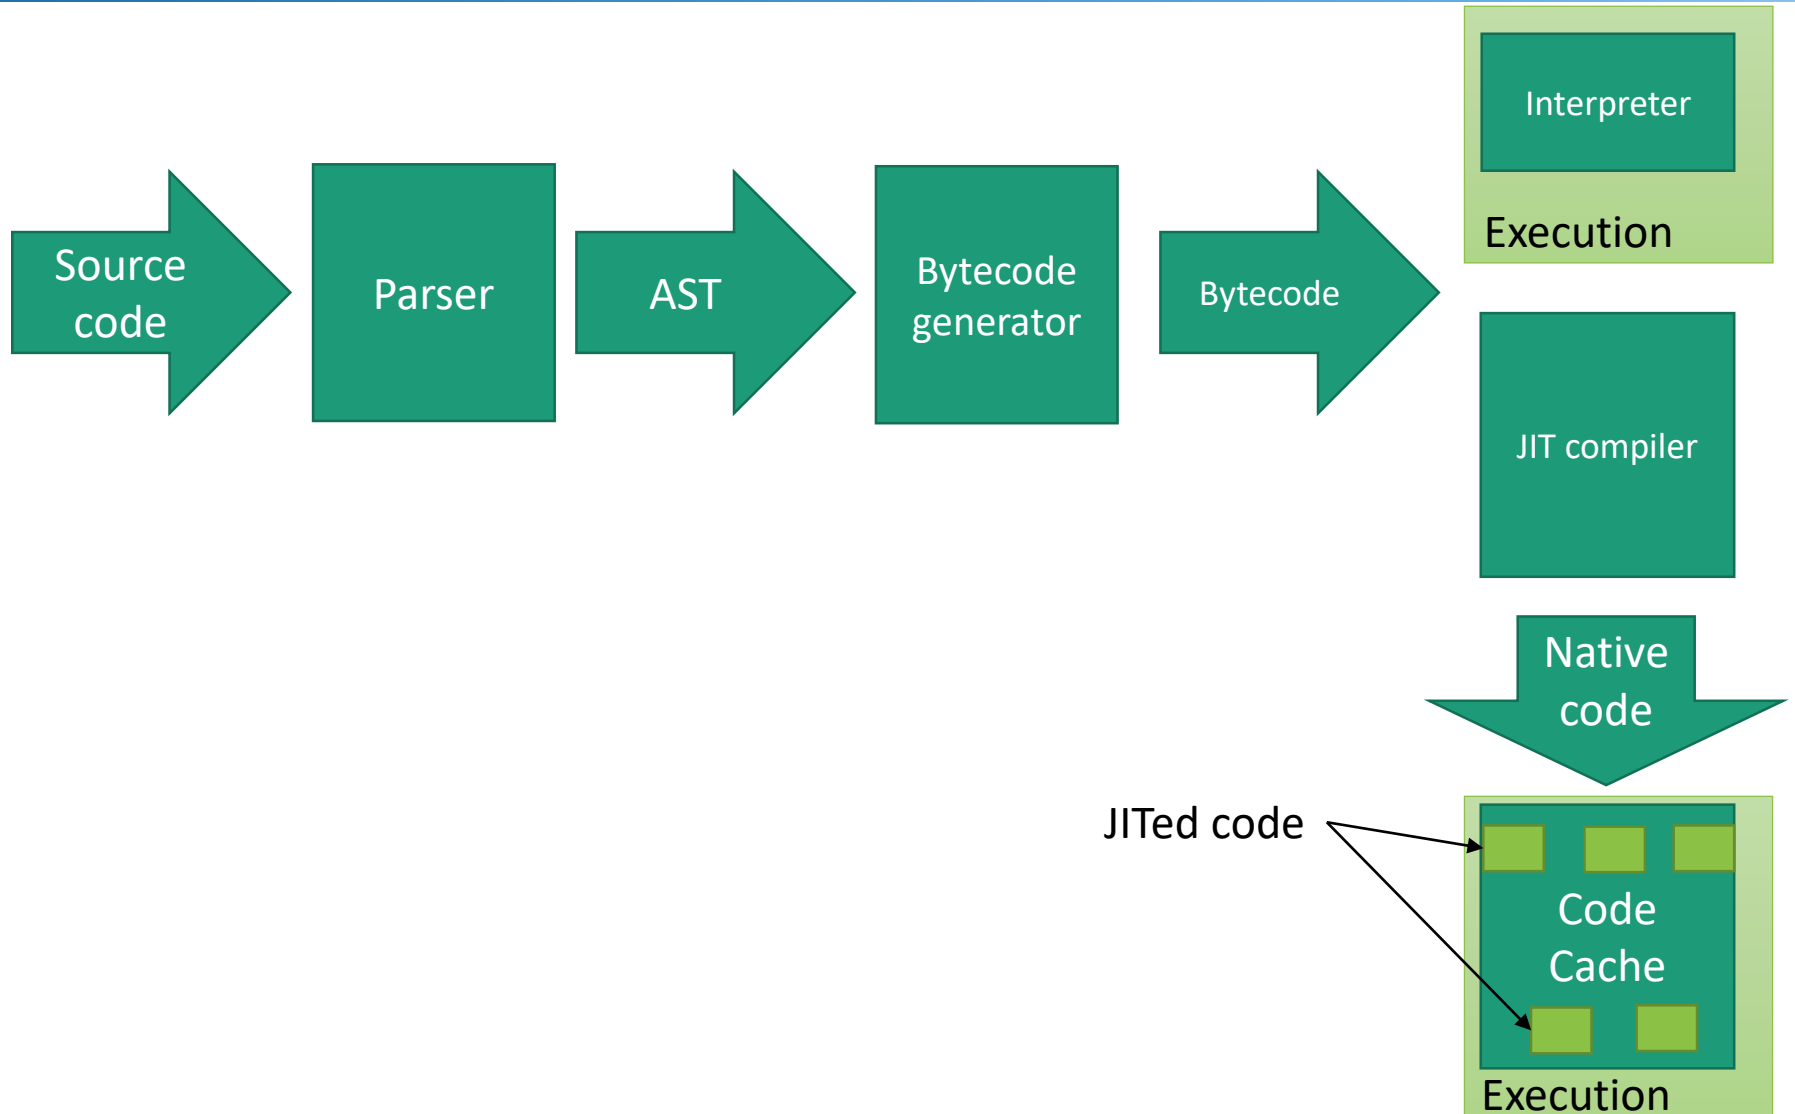 Source
code
Parser
AST
Bytecode
generator
Bytecode
Interpreter
Execution
JIT compiler
Native
code
JITed code
Code
Cache
Execution